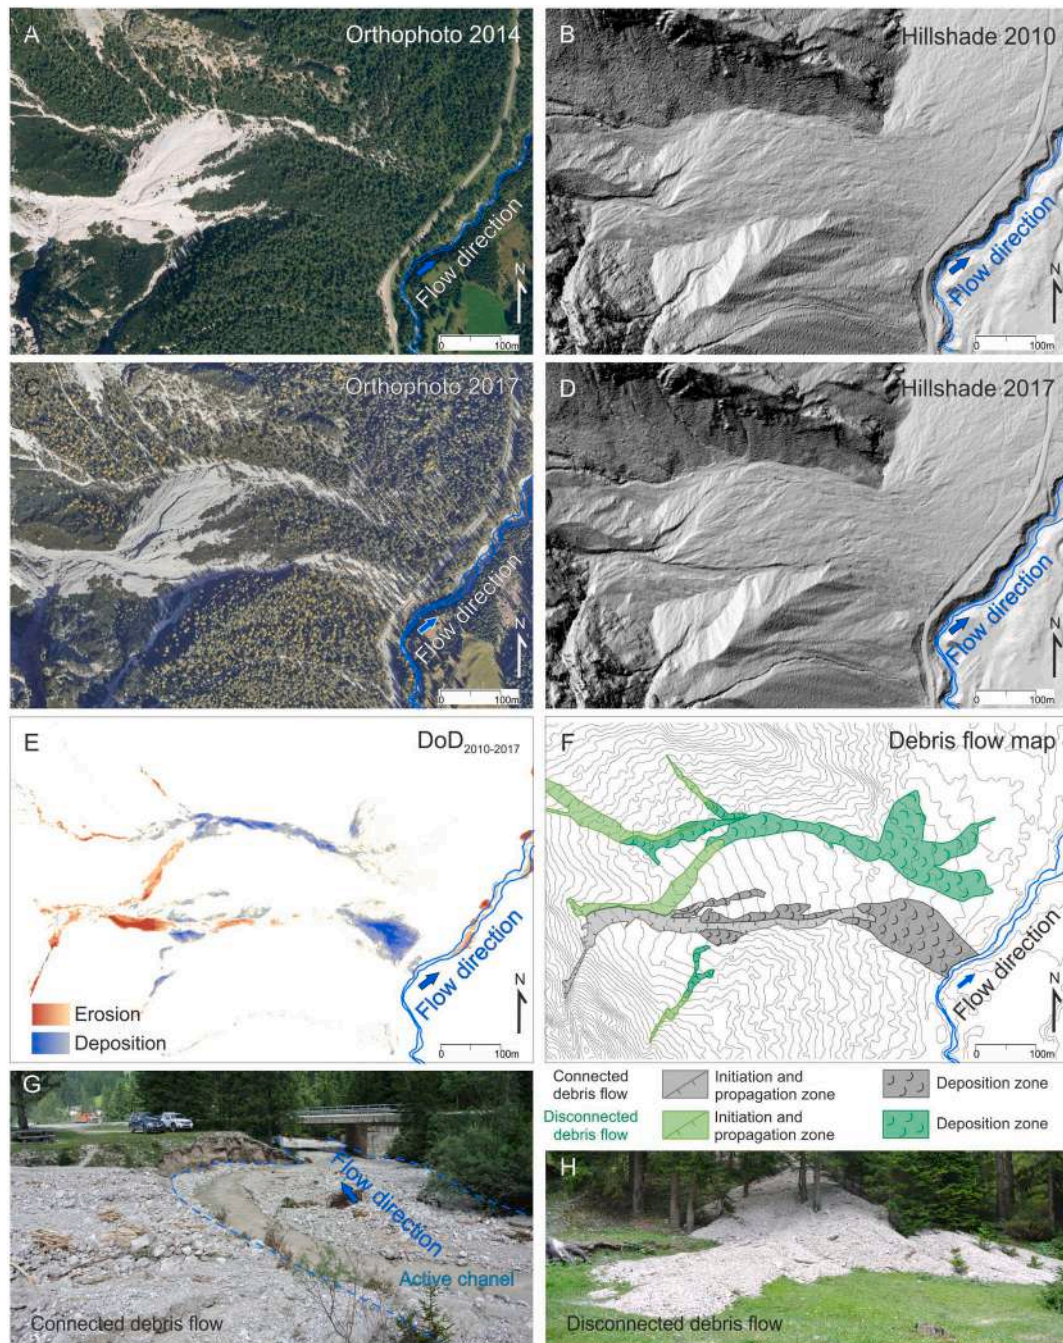 A
Orthophoto 2014
Flow direction
N
0 100m
B
Hillshade 2010
Flow direction
N
0 100m
C
Orthophoto 2017
Flow direction
N
0 100m
D
Hillshade 2017
Flow direction
N
0 100m
E
DoD2010-2017
Flow direction
N
Erosion
Deposition
0 100m
F
Debris flow map
Flow direction
N
0 100m
Connected
debris flow
Initiation and
propagation zone
Deposition zone
Disconnected
debris flow
Initiation and
propagation zone
Deposition zone
G
Flow direction
Active chanel
Connected debris flow
H
Disconnected debris flow